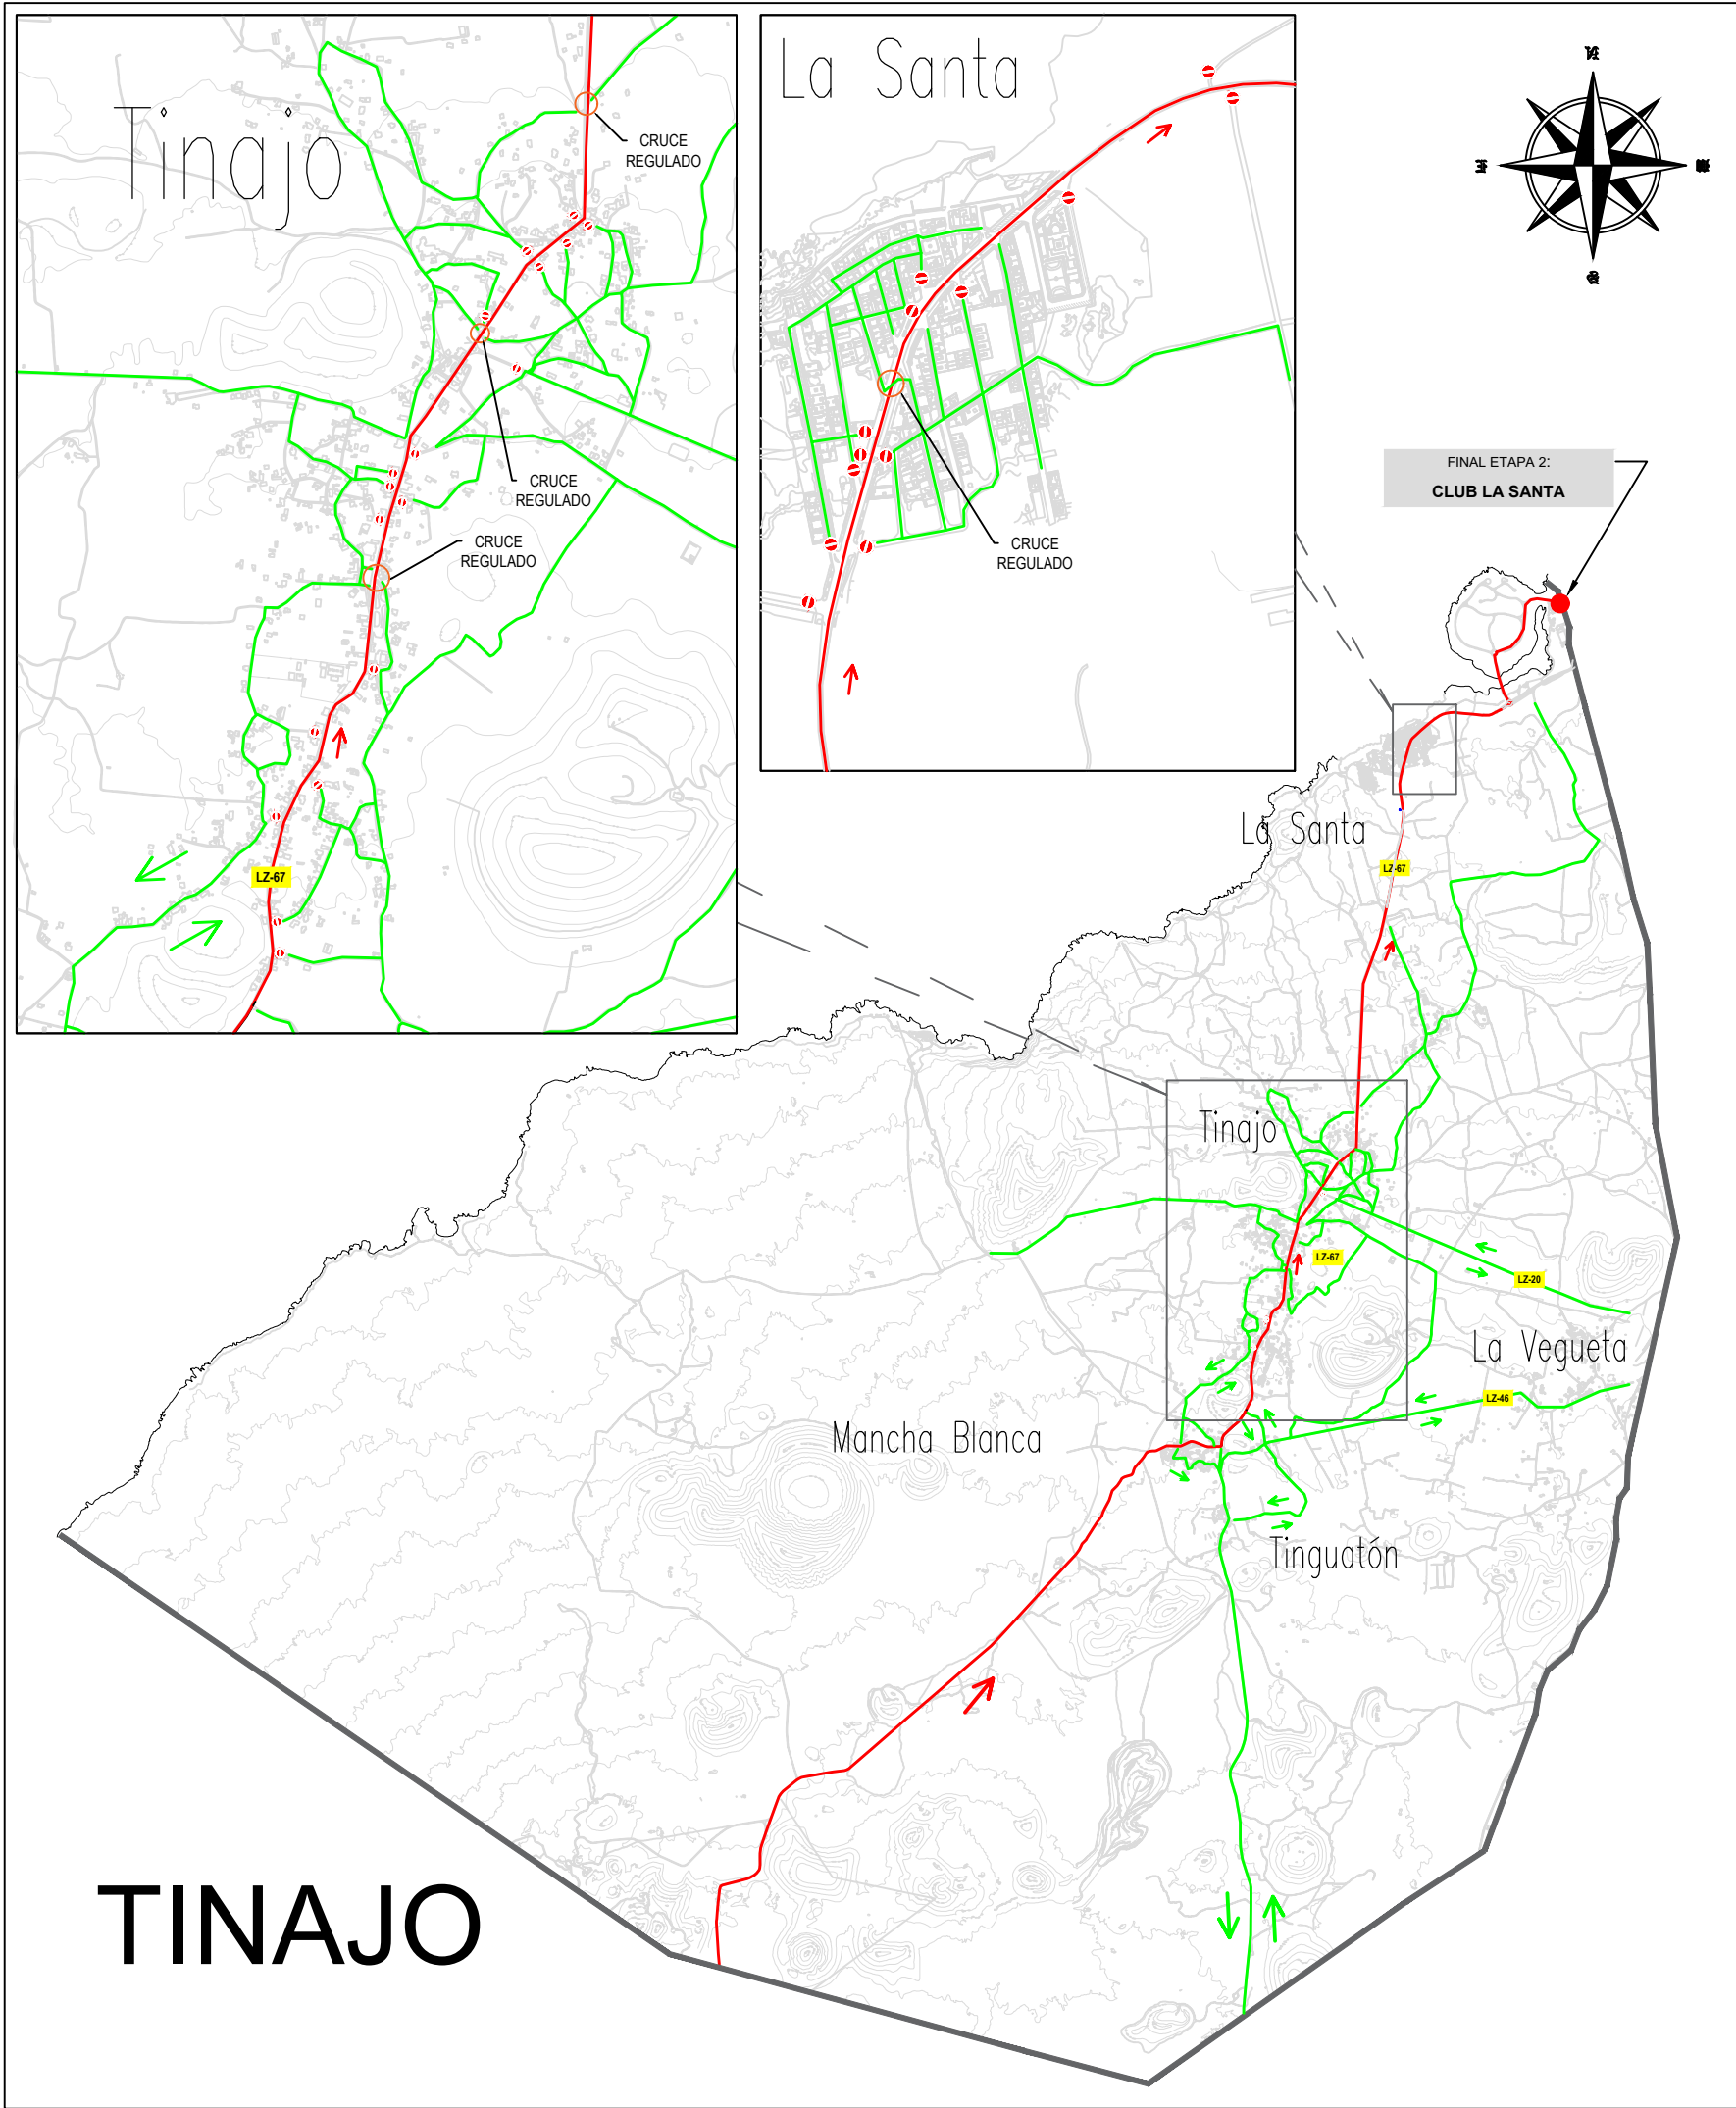 Tinajo
CRUCE
REGULADO
CRUCE
REGULADO
CRUCE
REGULADO
LZ-67
La Santa
CRUCE
REGULADO
FINAL ETAPA 2:
CLUB LA SANTA
La Santa
LZ-67
Tinajo
LZ-67
LZ-20
La Vegueta
LZ-46
Mancha Blanca
Tinguatón
TINAJO